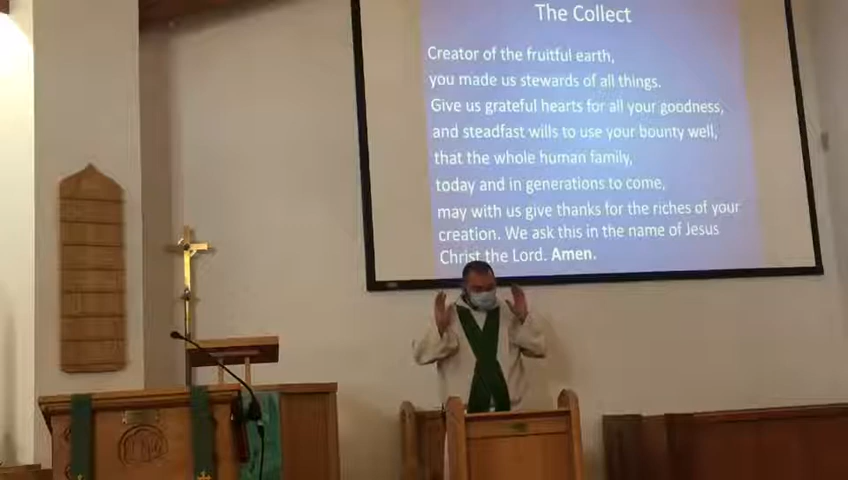 The Collect
Creator of the fruitful earth,
you made us stewards of all things.
Give us grateful hearts for all your goodness,
and steadfast wills to use your bounty well,
that the whole human family,
today and in generations to come,
may with us give thanks for the riches of your
creation. We ask this in the name of Jesus
Christ the Lord. Amen.